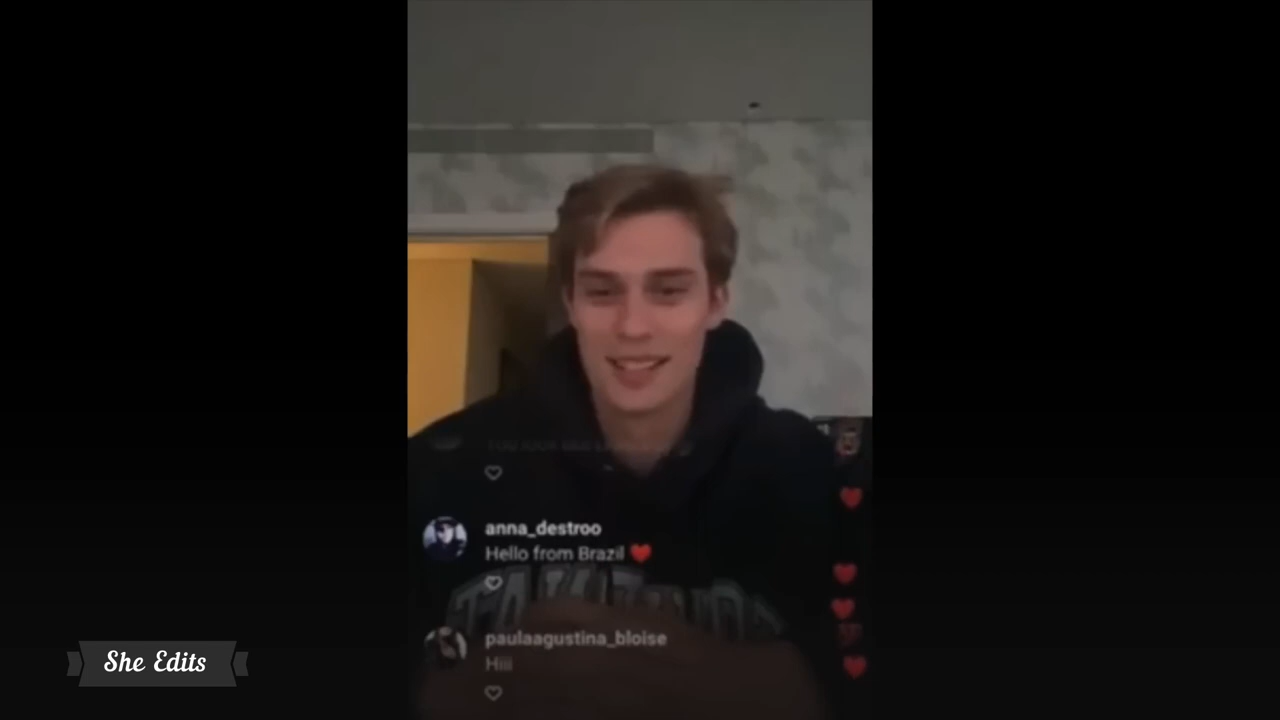 anna_destroo
Hello from Brazil ❤️
paulaagustina_bloise
Hiii
She Edits